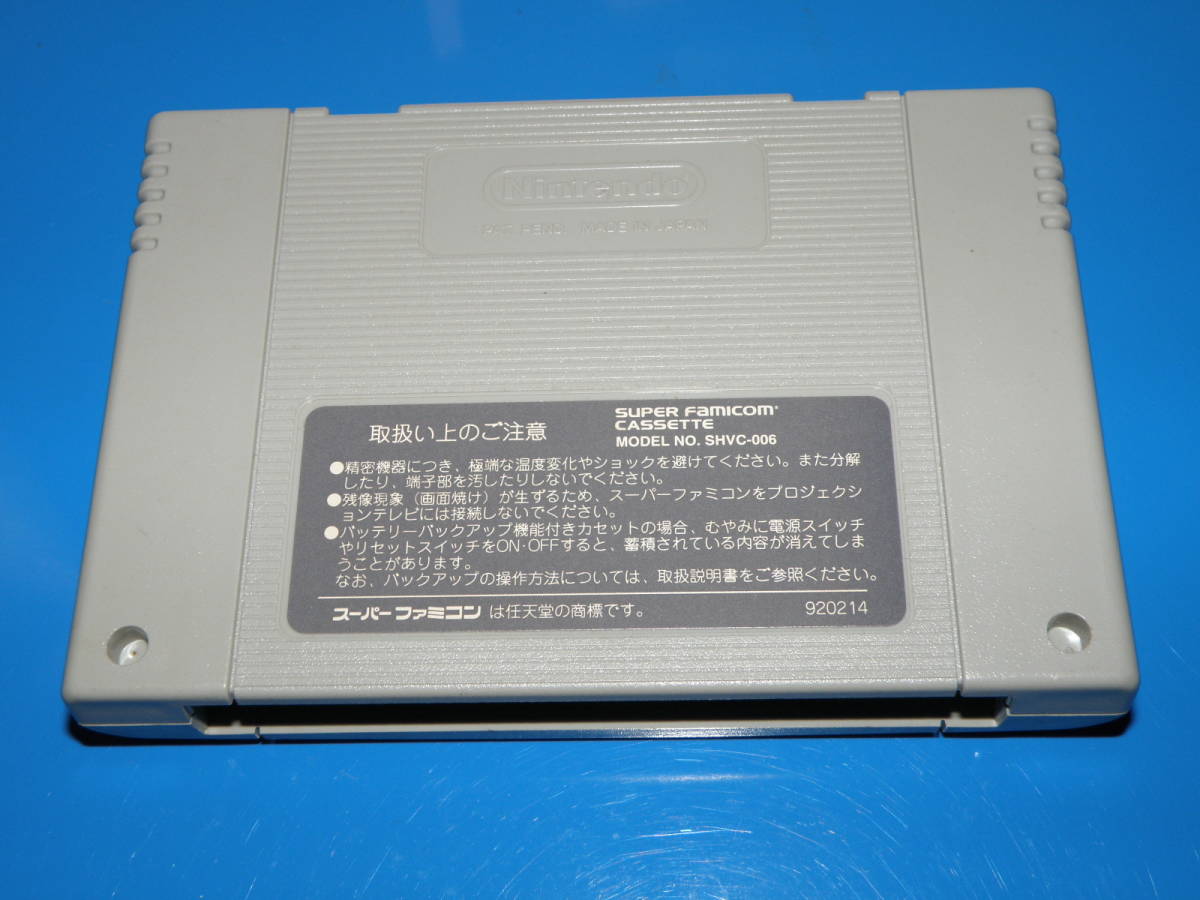 Nintendo
PAT. PEND. MADE IN JAPAN
取扱い上のご注意
SUPER FAMICOM
CASSETTE
MODEL NO. SHVC-006
●精密機器につき、極端な温度変化やショックを避けてください。また分解
したり、端子部を汚したりしないでください。
●残像現象（画面焼け）が生ずるため、スーパーファミコンをプロジェクシ
ョンテレビには接続しないでください。
●バッテリーバックアップ機能付きカセットの場合、むやみに電源スイッチ
やリセットスイッチをON·OFFすると、蓄積されている内容が消えてしま
うことがあります。
なお、バックアップの操作方法については、取扱説明書をご参照ください。
スーパーファミコン は任天堂の商標です。
920214